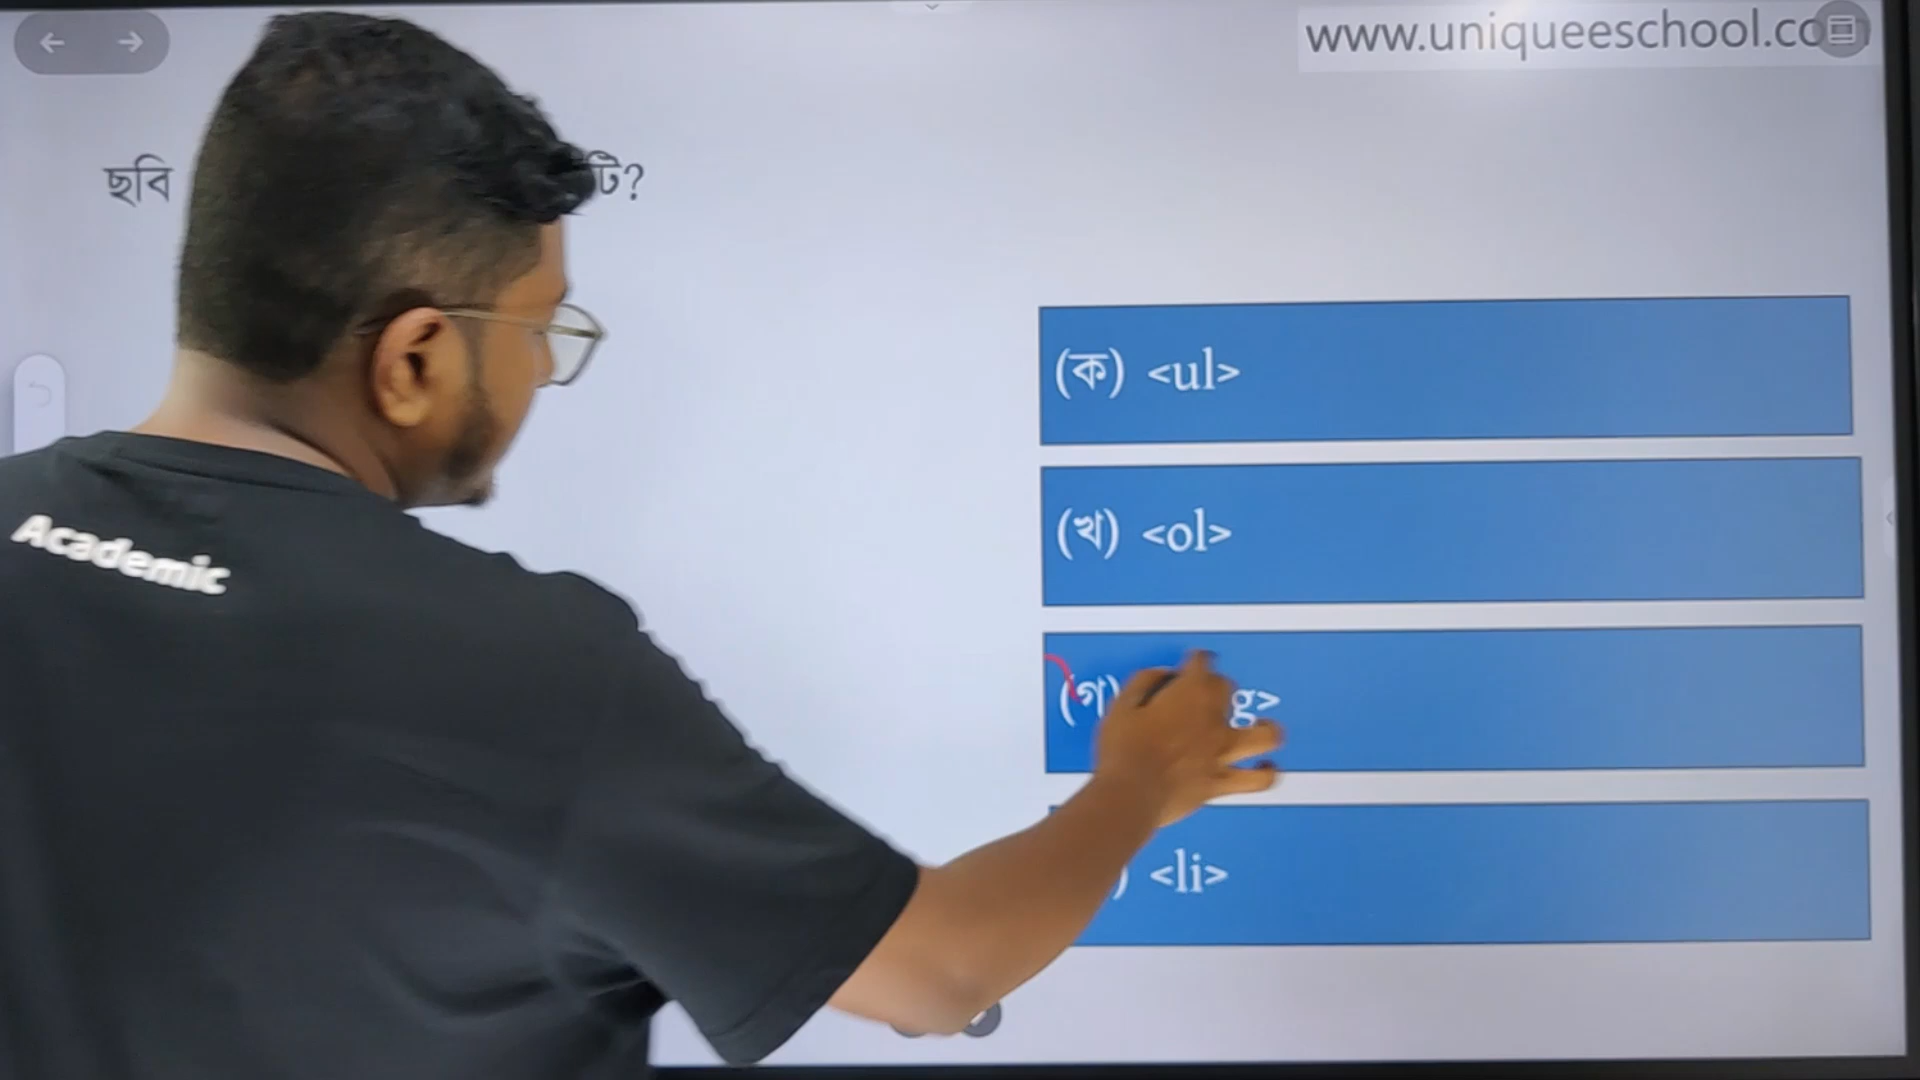 www.uniqueeschool.co
ছবি টি?
(ক) <ul>
(খ) <ol>
(গ) g>
) <li>
Academic